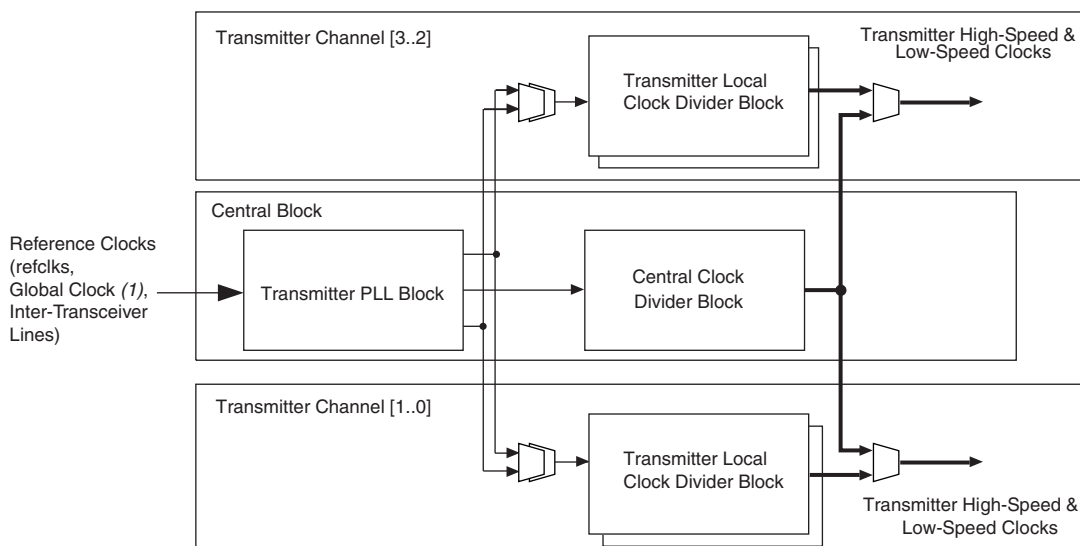 Transmitter Channel [3..2]
Transmitter High-Speed &
Low-Speed Clocks
Transmitter Local
Clock Divider Block
Central Block
Reference Clocks
(refclks,
Global Clock (1),
Inter-Transceiver
Lines)
Transmitter PLL Block
Central Clock
Divider Block
Transmitter Channel [1..0]
Transmitter Local
Clock Divider Block
Transmitter High-Speed &
Low-Speed Clocks